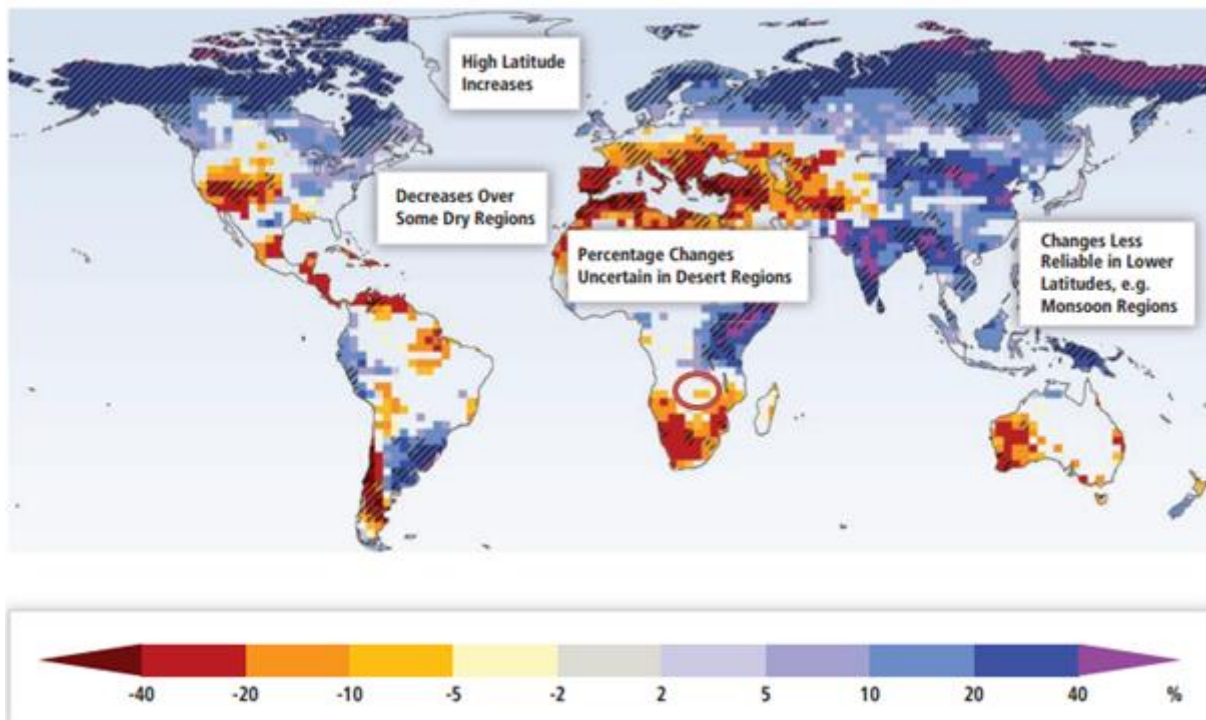 High Latitude
Increases
Decreases Over
Some Dry Regions
Percentage Changes
Uncertain in Desert Regions
Changes Less
Reliable in Lower
Latitudes, e.g.
Monsoon Regions
-40 -20 -10 -5 -2 2 5 10 20 40 %